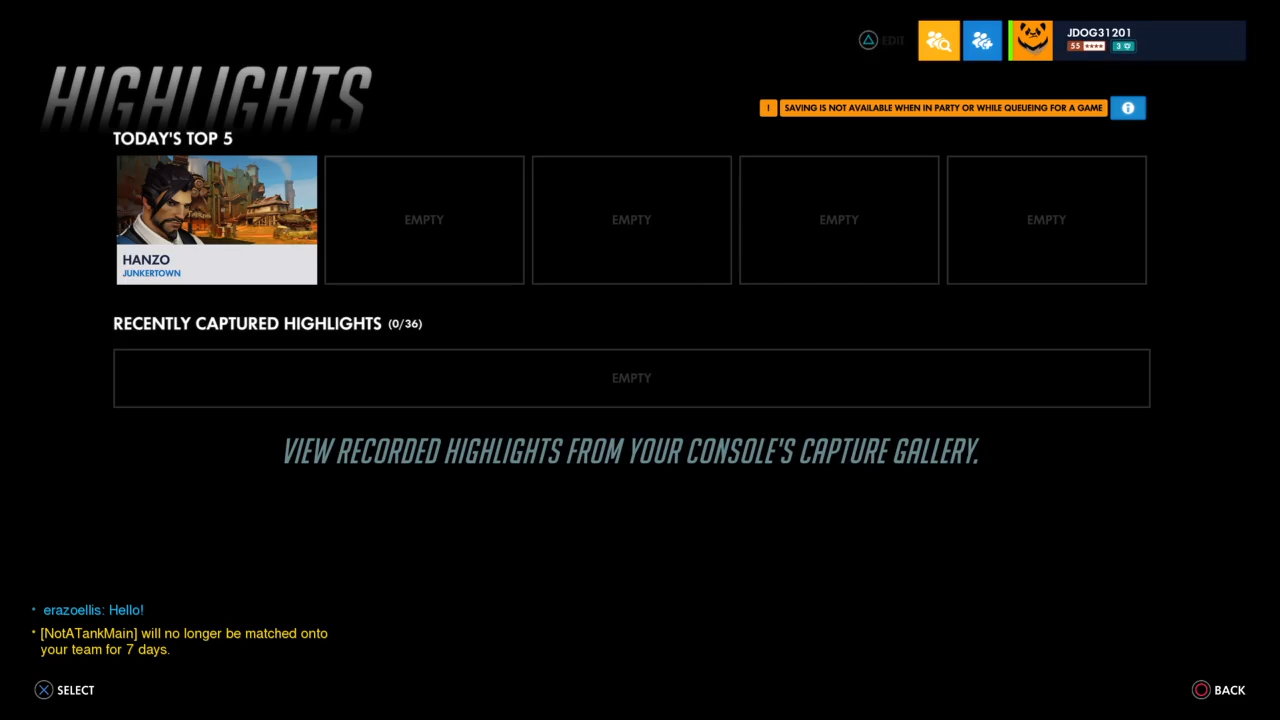 EDIT
JDOG31201
55 ★★★★ 3
HIGHLIGHTS
! SAVING IS NOT AVAILABLE WHEN IN PARTY OR WHILE QUEUEING FOR A GAME
TODAY'S TOP 5
EMPTY EMPTY EMPTY EMPTY
HANZO
JUNKERTOWN
RECENTLY CAPTURED HIGHLIGHTS (0/36)
EMPTY
VIEW RECORDED HIGHLIGHTS FROM YOUR CONSOLE'S CAPTURE GALLERY.
• erazoellis: Hello!
• [NotATankMain] will no longer be matched onto
your team for 7 days.
SELECT
BACK